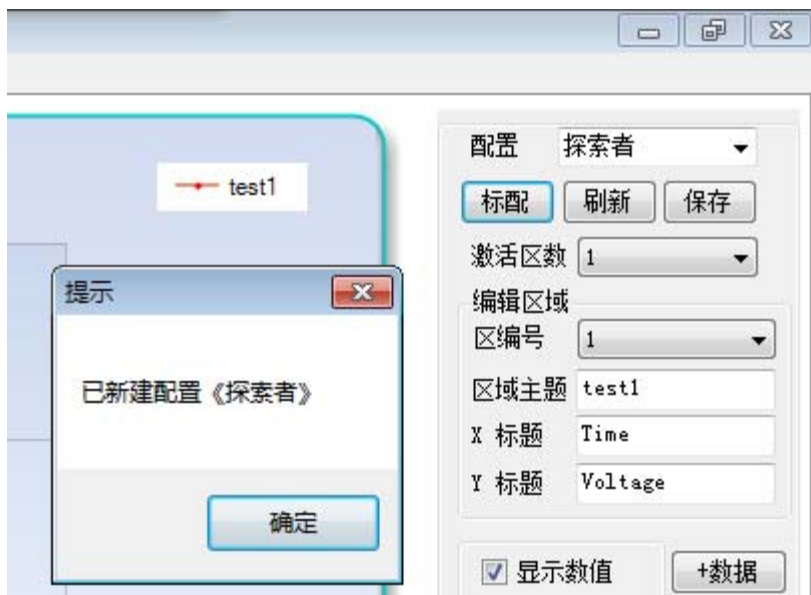 test1
提示
已新建配置《探索者》
确定
配置 探索者
标配 刷新 保存
激活区数 1
编辑区域
区编号 1
区域主题 test1
X 标题 Time
Y 标题 Voltage
显示数值 +数据